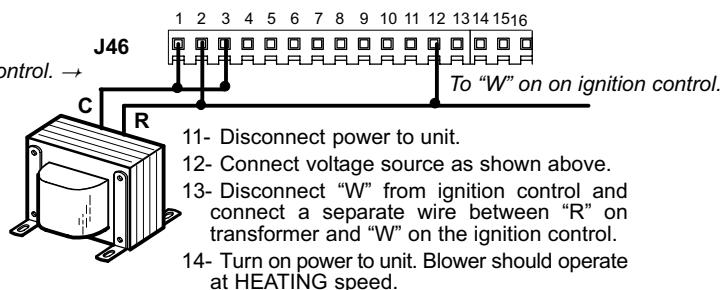 1 2 3 4 5 6 7 8 9 10 11 12 13 14 15 16
J46
ontrol. →
To “W” on on ignition control.
C
R
11- Disconnect power to unit.
12- Connect voltage source as shown above.
13- Disconnect “W” from ignition control and
connect a separate wire between “R” on
transformer and “W” on the ignition control.
14- Turn on power to unit. Blower should operate
at HEATING speed.